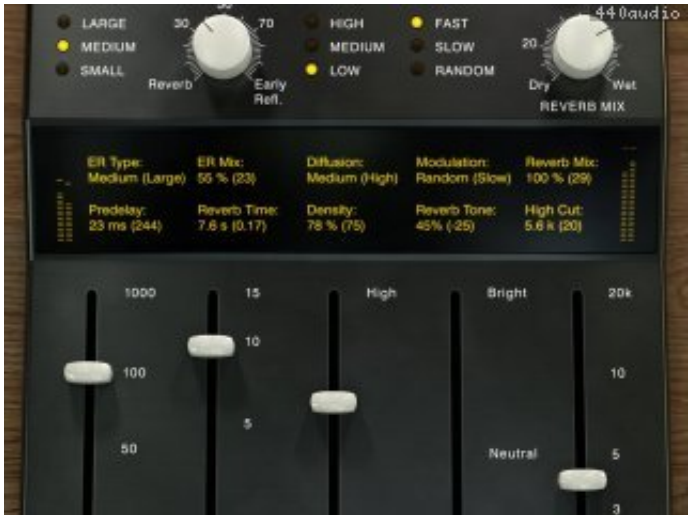 440audio
LARGE
30
50
70
HIGH
FAST
MEDIUM
MEDIUM
SLOW
20
SMALL
LOW
RANDOM
Reverb
Early
Refl.
Dry
Wet
REVERB MIX
ER Type:
Medium (Large)
ER Mix:
55 % (23)
Diffusion:
Medium (High)
Modulation:
Random (Slow)
Reverb Mix:
100 % (29)
Predelay:
23 ms (244)
Reverb Time:
7.6 s (0.17)
Density:
78 % (75)
Reverb Tone:
45% (-25)
High Cut:
5.6 k (20)
1000
15
High
Bright
20k
10
100
10
50
5
Neutral
5
3